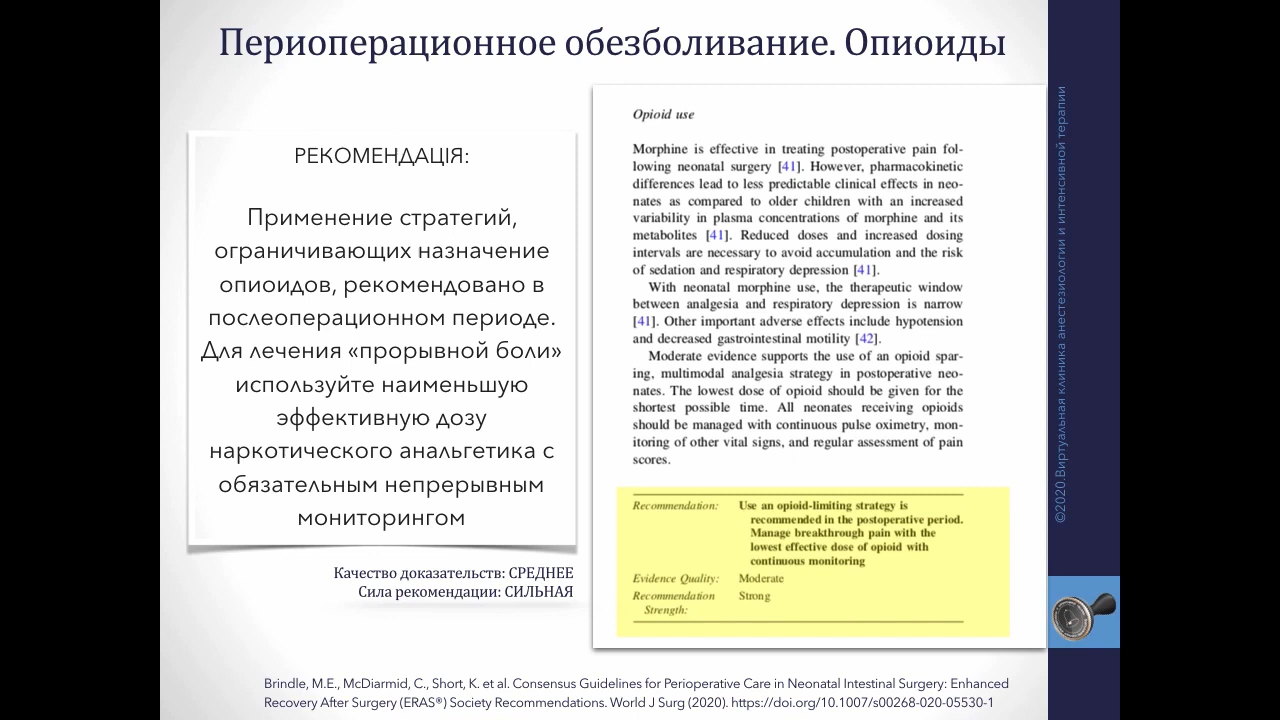 Периоперационное обезболивание. Опиоиды
РЕКОМЕНДАЦІЯ:
Применение стратегий,
ограничивающих назначение
опиоидов, рекомендовано в
послеоперационном периоде.
Для лечения «прорывной боли»
используйте наименьшую
эффективную дозу
наркотического анальгетика с
обязательным непрерывным
мониторингом
Качество доказательств: СРЕДНЕЕ
Сила рекомендации: СИЛЬНАЯ
Opioid use
Morphine is effective in treating postoperative pain fol-
lowing neonatal surgery [41]. However, pharmacokinetic
differences lead to less predictable clinical effects in neo-
nates as compared to older children with an increased
variability in plasma concentrations of morphine and its
metabolites [41]. Reduced doses and increased dosing
intervals are necessary to avoid accumulation and the risk
of sedation and respiratory depression [41].
With neonatal morphine use, the therapeutic window
between analgesia and respiratory depression is narrow
[41]. Other important adverse effects include hypotension
and decreased gastrointestinal motility [42].
Moderate evidence supports the use of an opioid spar-
ing, multimodal analgesia strategy in postoperative neo-
nates. The lowest dose of opioid should be given for the
shortest possible time. All neonates receiving opioids
should be managed with continuous pulse oximetry, mon-
itoring of other vital signs, and regular assessment of pain
scores.
Recommendation: Use an opioid-limiting strategy is
recommended in the postoperative period.
Manage breakthrough pain with the
lowest effective dose of opioid with
continuous monitoring
Evidence Quality: Moderate
Recommendation Strong
Strength:
©2020.Виртуальная клиника анестезиологии и интенсивной терапии
Brindle, M.E., McDiarmid, C., Short, K. et al. Consensus Guidelines for Perioperative Care in Neonatal Intestinal Surgery: Enhanced
Recovery After Surgery (ERAS®) Society Recommendations. World J Surg (2020). https://doi.org/10.1007/s00268-020-05530-1